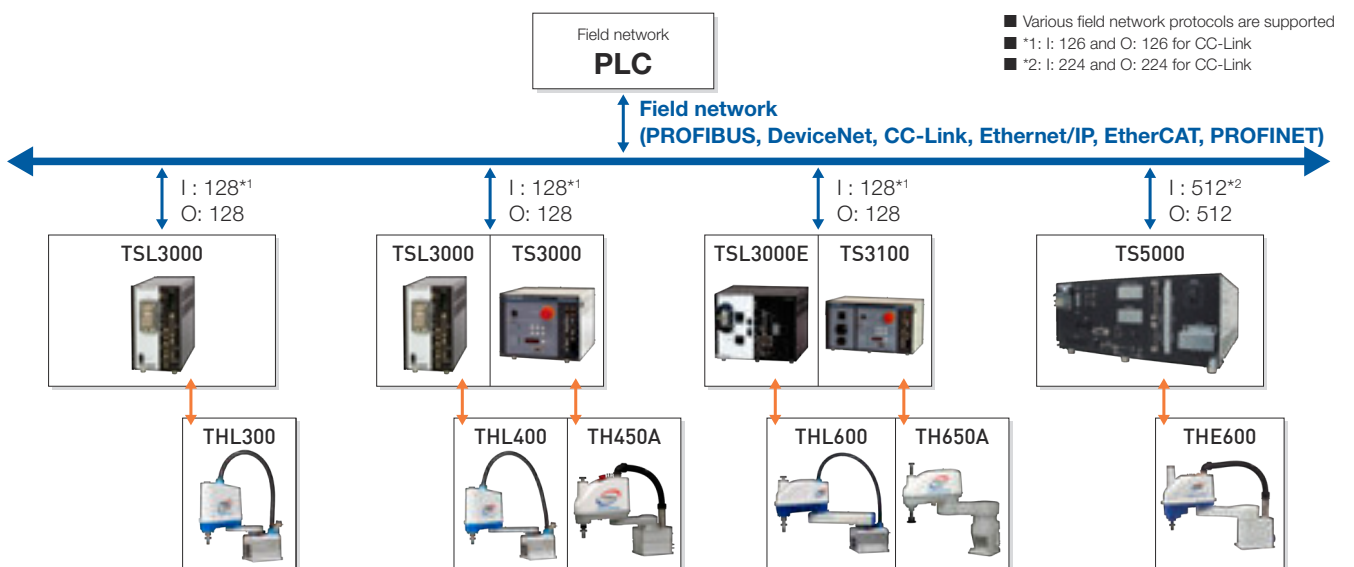 Field network
PLC
■ Various field network protocols are supported
■ *1: I: 126 and O: 126 for CC-Link
■ *2: I: 224 and O: 224 for CC-Link
Field network
(PROFIBUS, DeviceNet, CC-Link, Ethernet/IP, EtherCAT, PROFINET)
I : 128*1
O: 128
I : 128*1
O: 128
I : 128*1
O: 128
I : 512*2
O: 512
TSL3000
TSL3000
TS3000
TSL3000E
TS3100
TS5000
THL300
THL400
TH450A
THL600
TH650A
THE600